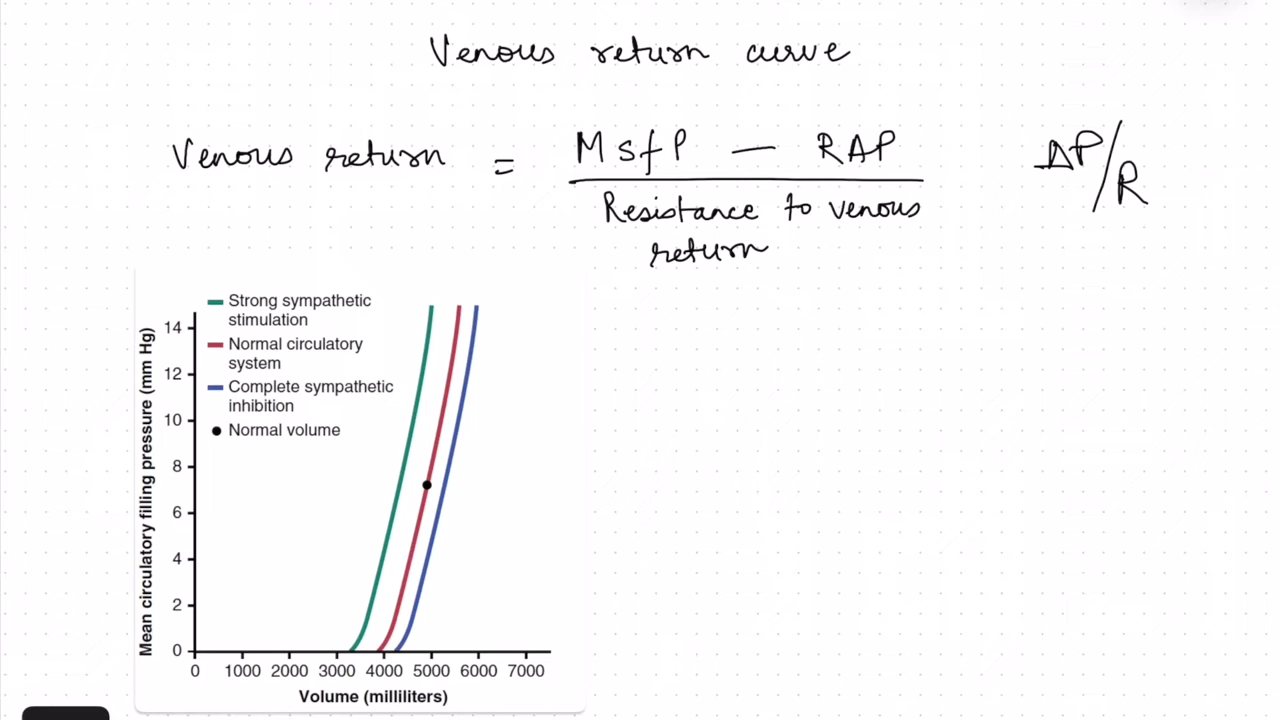 Venous return curve
Venous return = MsfP — RAP
Resistance to venous
return
ΔP/R
Strong sympathetic
stimulation
Normal circulatory
system
Complete sympathetic
inhibition
Normal volume
Mean circulatory filling pressure (mm Hg)
14
12
10
8
6
4
2
0
0 1000 2000 3000 4000 5000 6000 7000
Volume (milliliters)